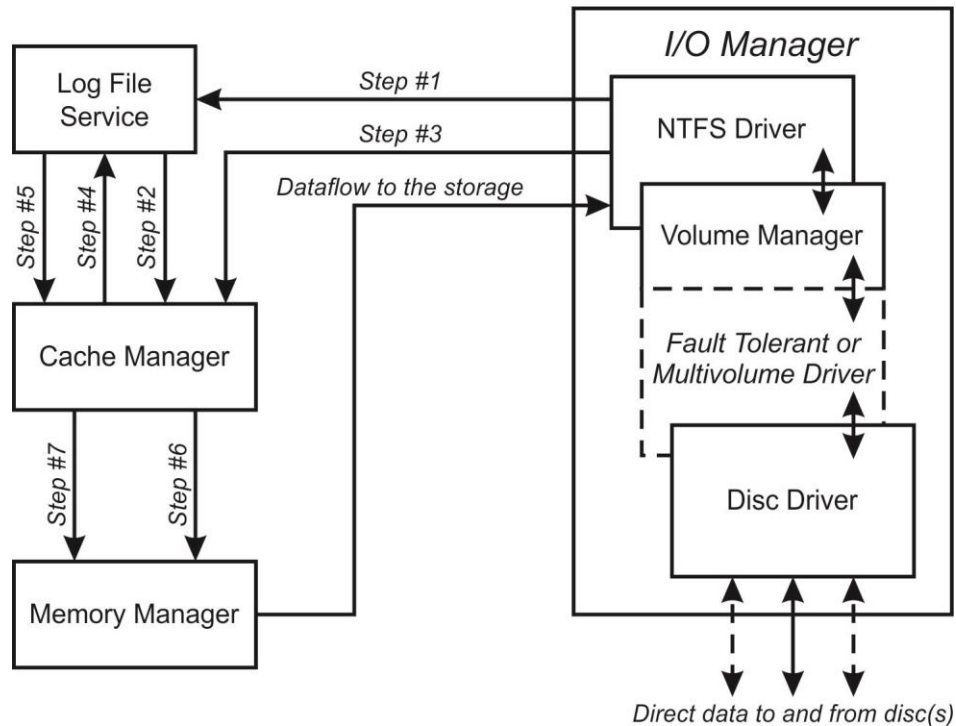 I/O Manager
Log File
Service
Step #1
NTFS Driver
Step #3
Dataflow to the storage
Step #5
Step #4
Step #2
Volume Manager
Cache Manager
Fault Tolerant or
Multivolume Driver
Step #7
Step #6
Disc Driver
Memory Manager
Direct data to and from disc(s)